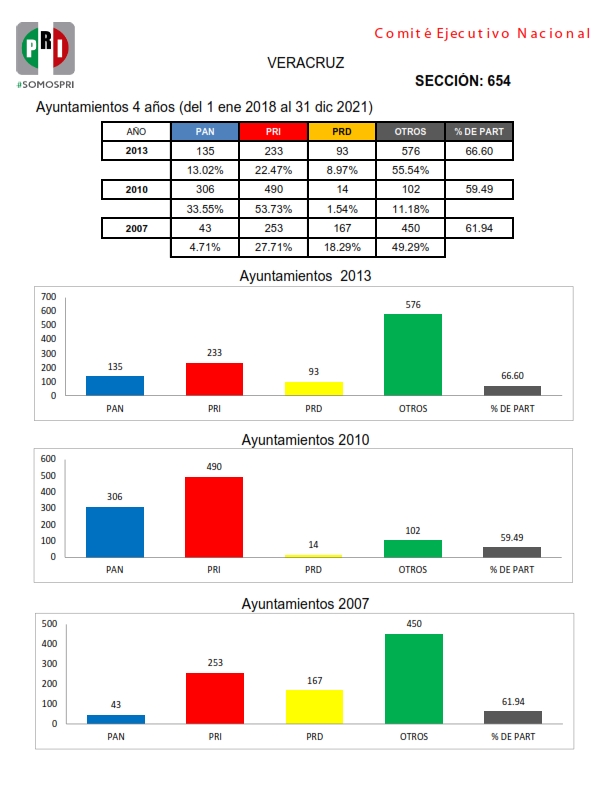 Comité Ejecutivo Nacional
PRI
#SOMOSPRI
VERACRUZ
SECCIÓN: 654
Ayuntamientos 4 años (del 1 ene 2018 al 31 dic 2021)
AÑO PAN PRI PRD OTROS % DE PART
2013 135 233 93 576 66.60
13.02% 22.47% 8.97% 55.54%
2010 306 490 14 102 59.49
33.55% 53.73% 1.54% 11.18%
2007 43 253 167 450 61.94
4.71% 27.71% 18.29% 49.29%
Ayuntamientos 2013
700
600
500
400
300
200
100
0
135 233 93 576 66.60
PAN PRI PRD OTROS % DE PART
Ayuntamientos 2010
600
500
400
300
200
100
0
306 490 14 102 59.49
PAN PRI PRD OTROS % DE PART
Ayuntamientos 2007
500
400
300
200
100
0
43 253 167 450 61.94
PAN PRI PRD OTROS % DE PART